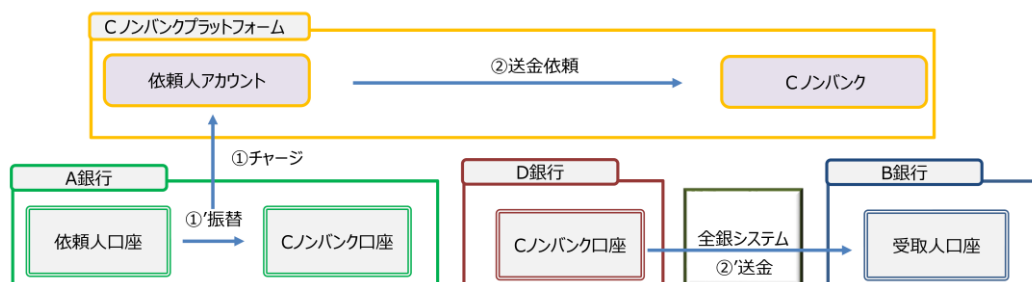 Cノンバンクプラットフォーム
依頼人アカウント
②送金依頼
Cノンバンク
①チャージ
A銀行
D銀行
B銀行
依頼人口座
①’振替
Cノンバンク口座
Cノンバンク口座
全銀システム
②’送金
受取人口座